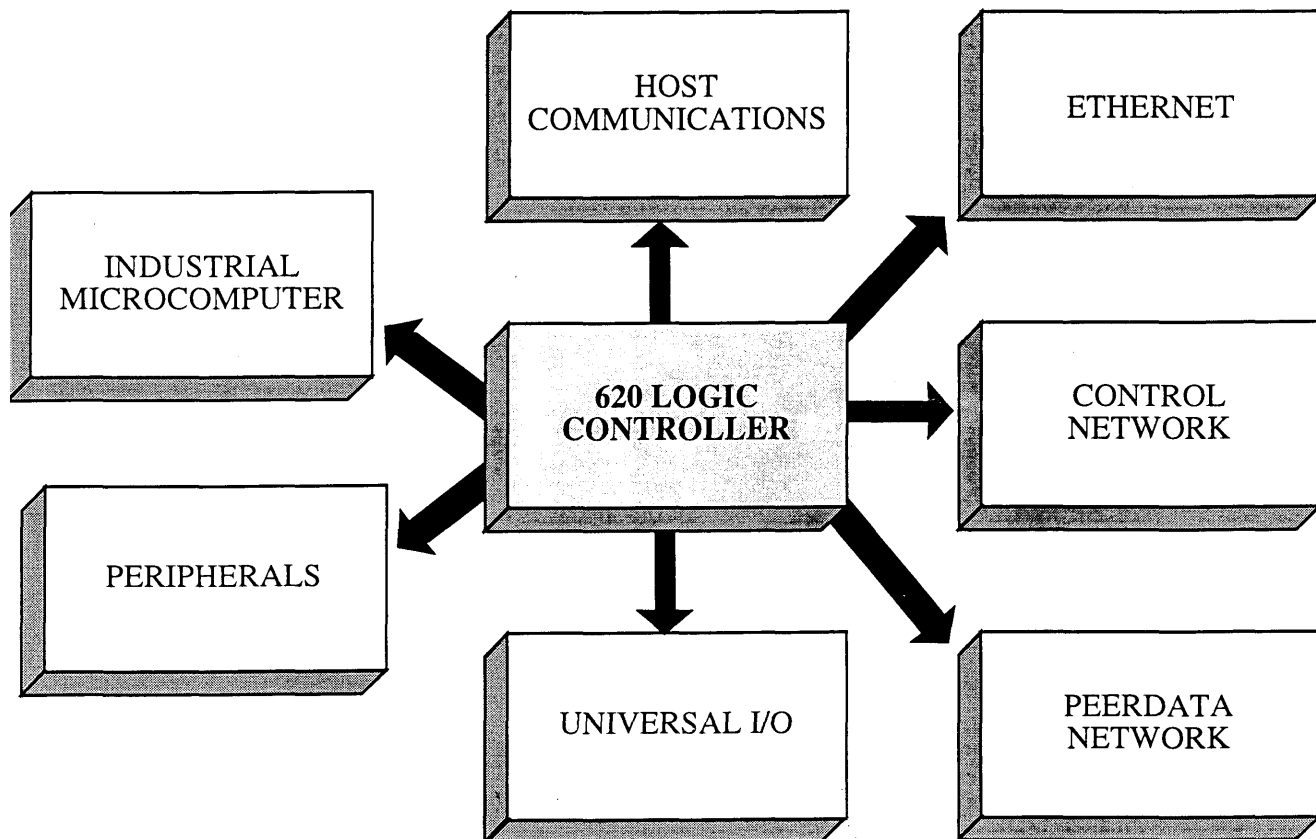 HOST
COMMUNICATIONS
ETHERNET
INDUSTRIAL
MICROCOMPUTER
620 LOGIC
CONTROLLER
CONTROL
NETWORK
PERIPHERALS
UNIVERSAL I/O
PEERDATA
NETWORK